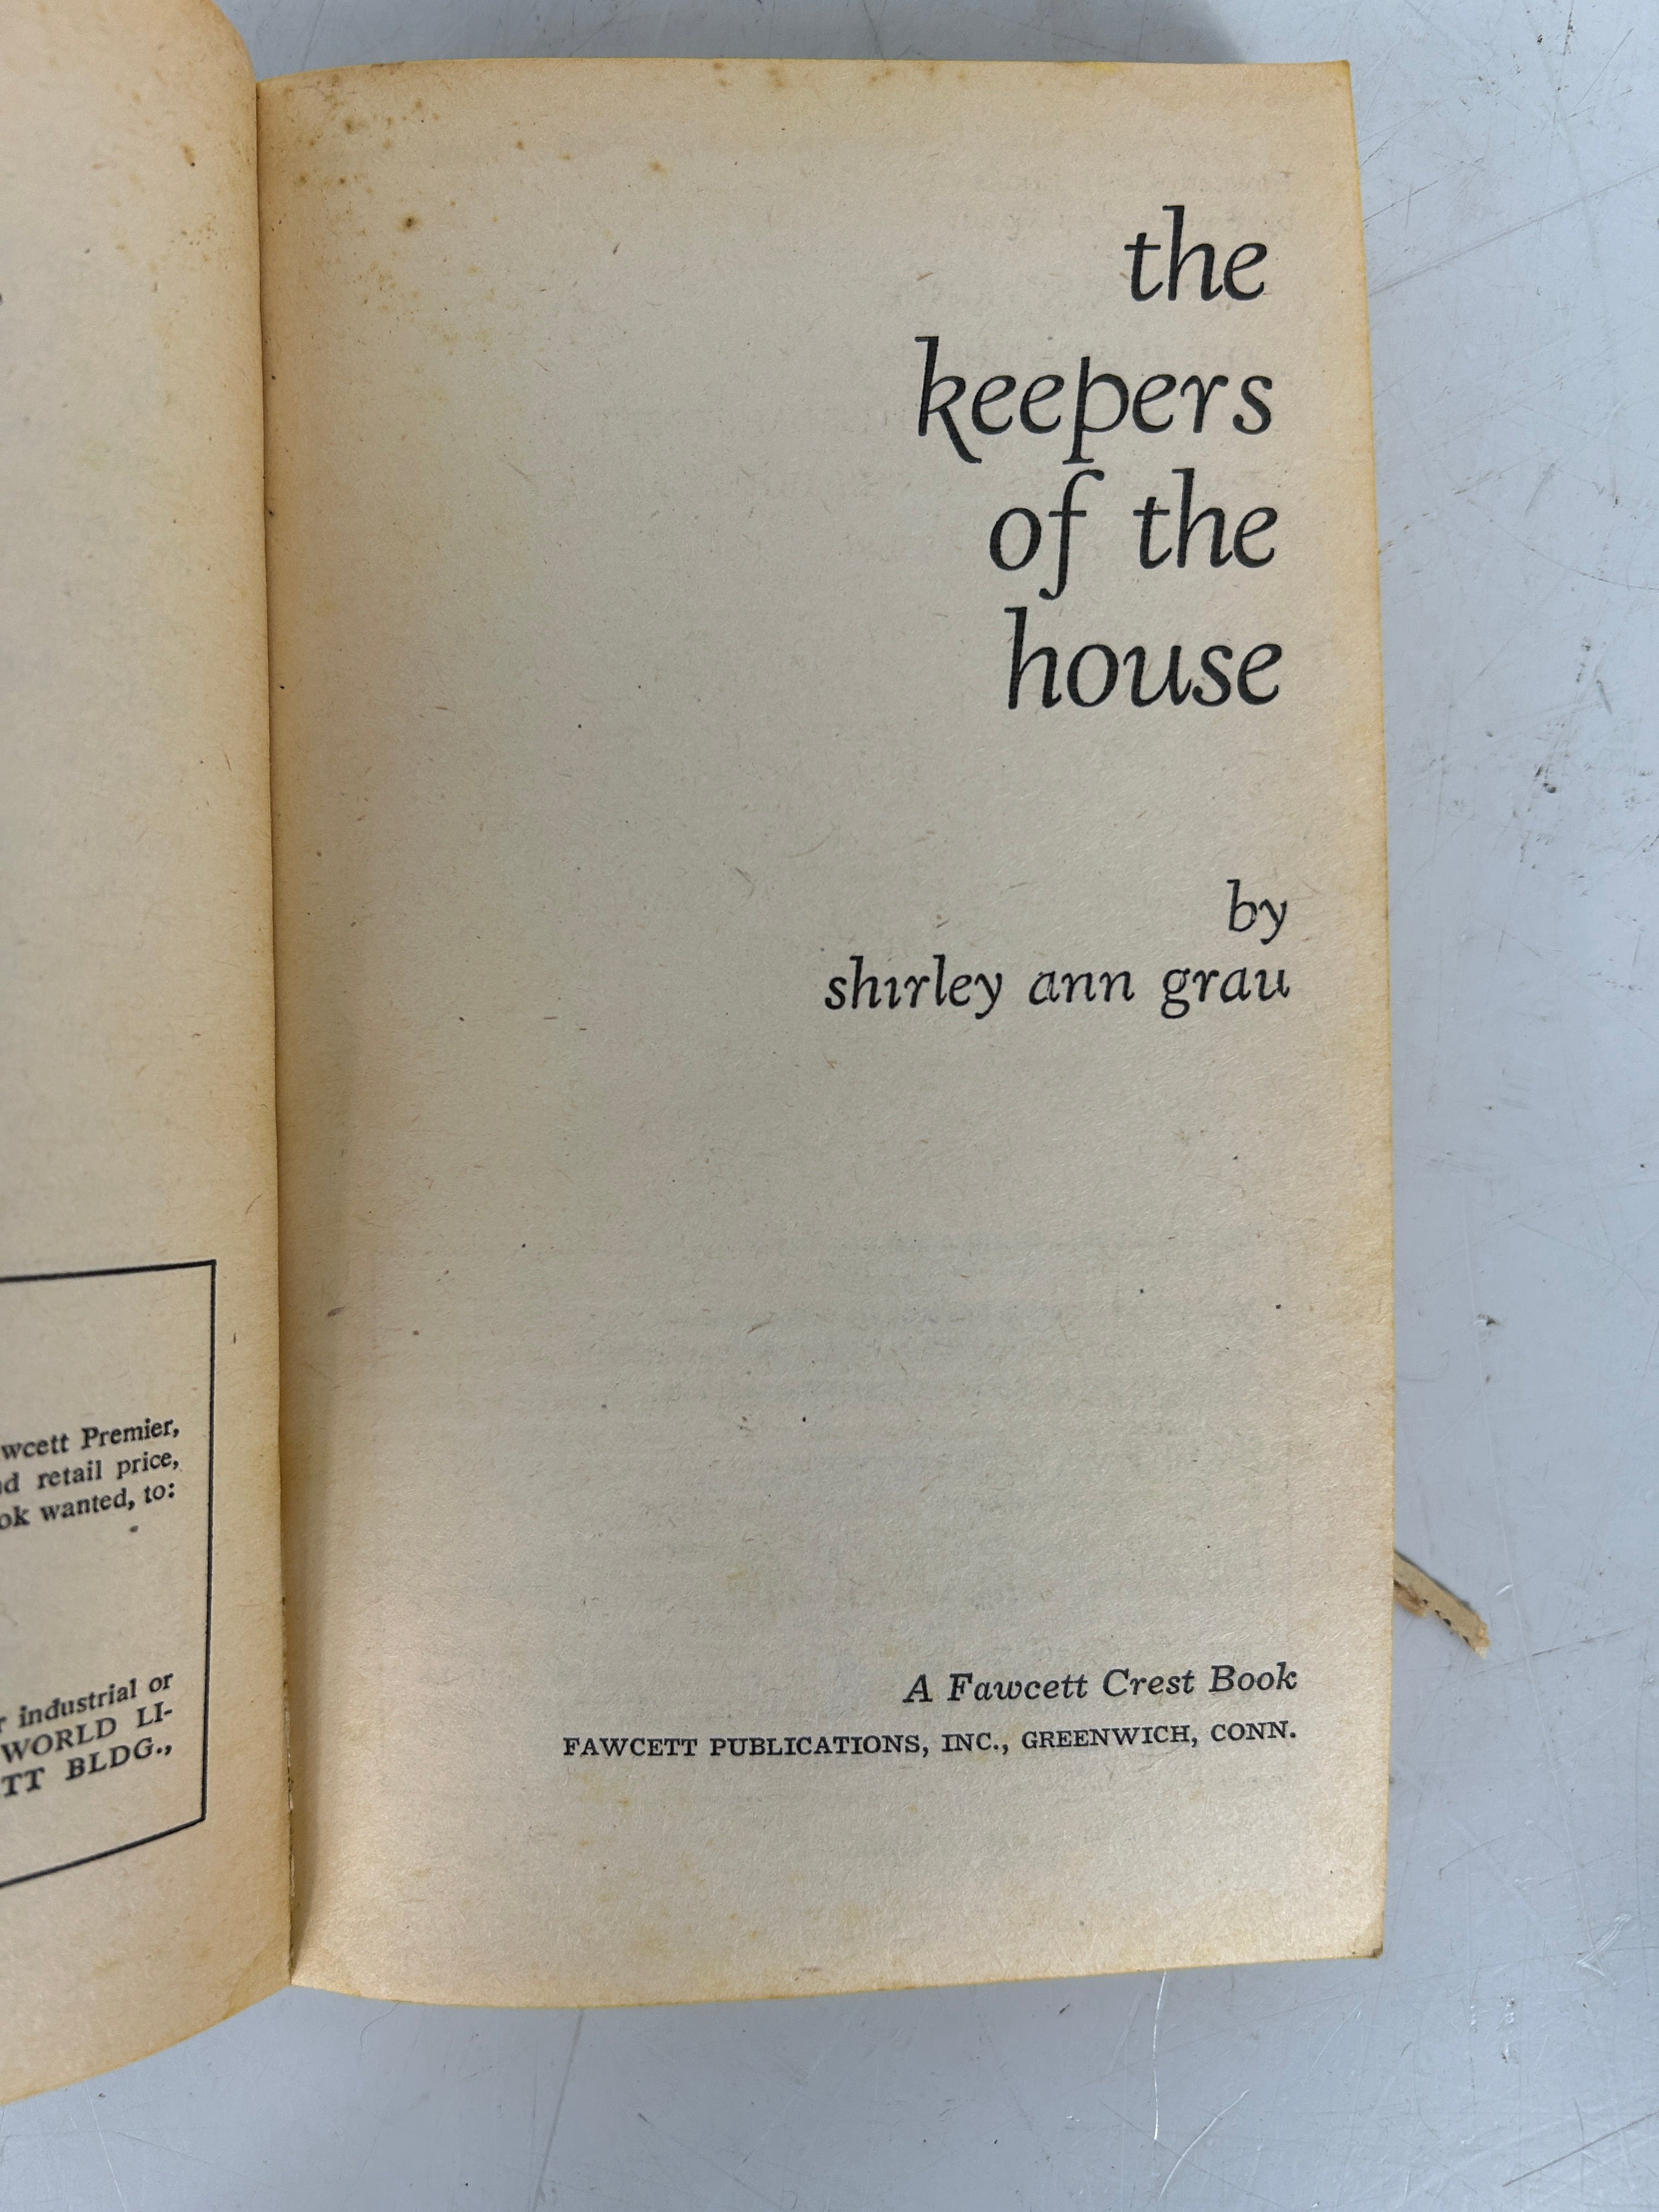 wcett Premier,
retail price,
ok wanted, to:
industrial or
WORLD LI-
TT BLDG.,
the
keepers
of the
house
by
shirley ann grau
A Fawcett Crest Book
FAWCETT PUBLICATIONS, INC., GREENWICH, CONN.